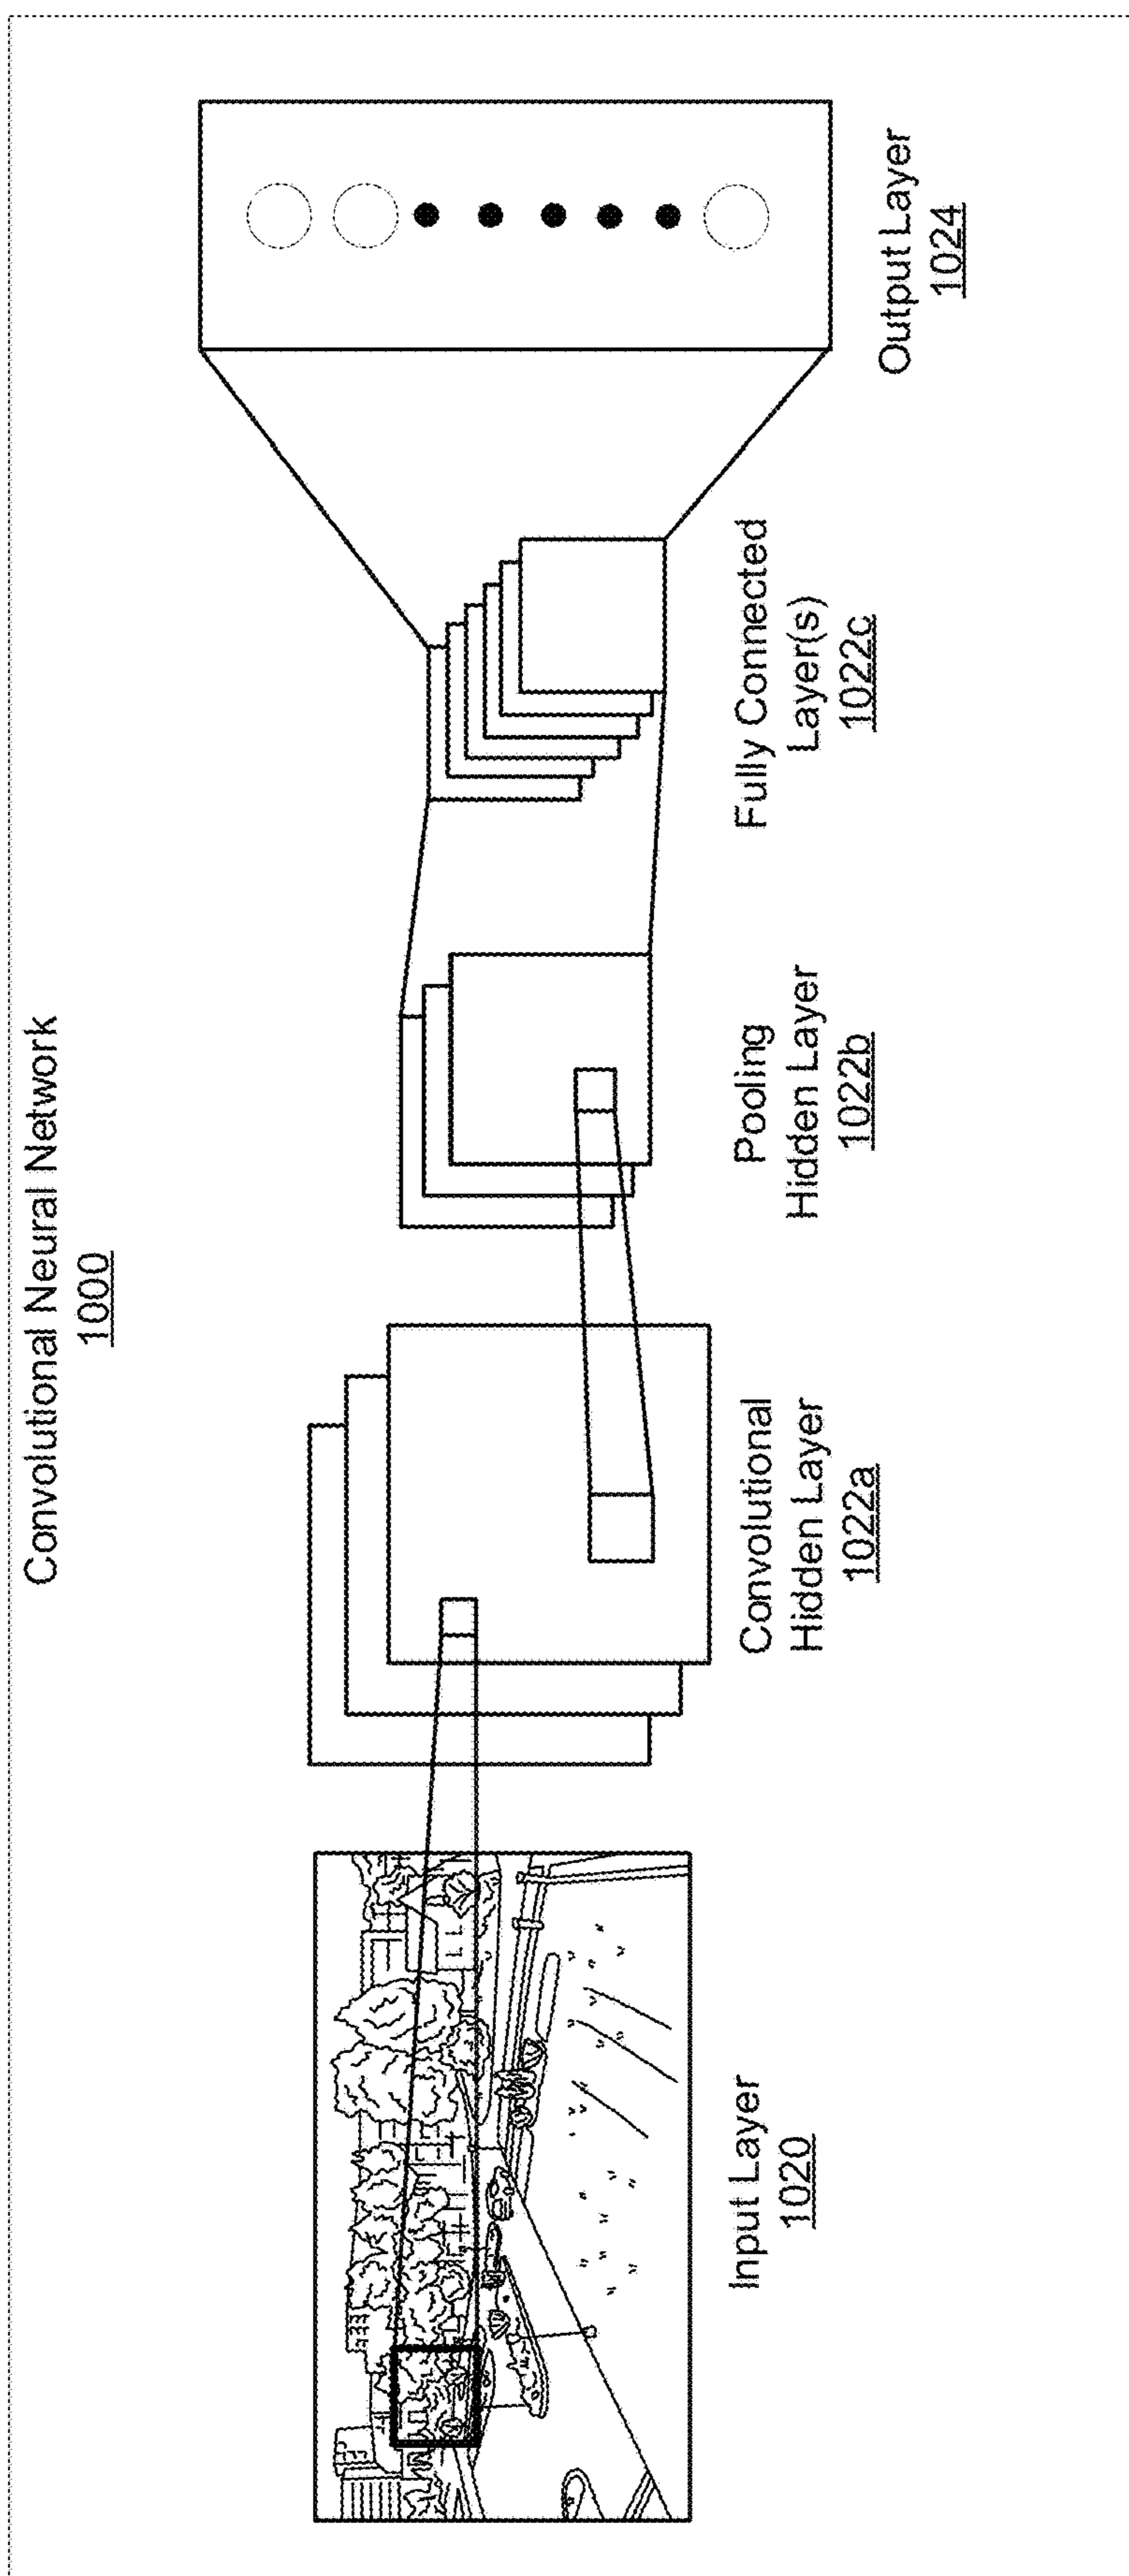 Convolutional Neural Network
1000
Input Layer
1020
Convolutional
Hidden Layer
1022a
Pooling
Hidden Layer
1022b
Fully Connected
Layer(s)
1022c
Output Layer
1024